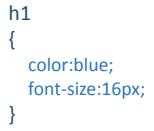 h1
{
color:blue;
font-size:16px;
}